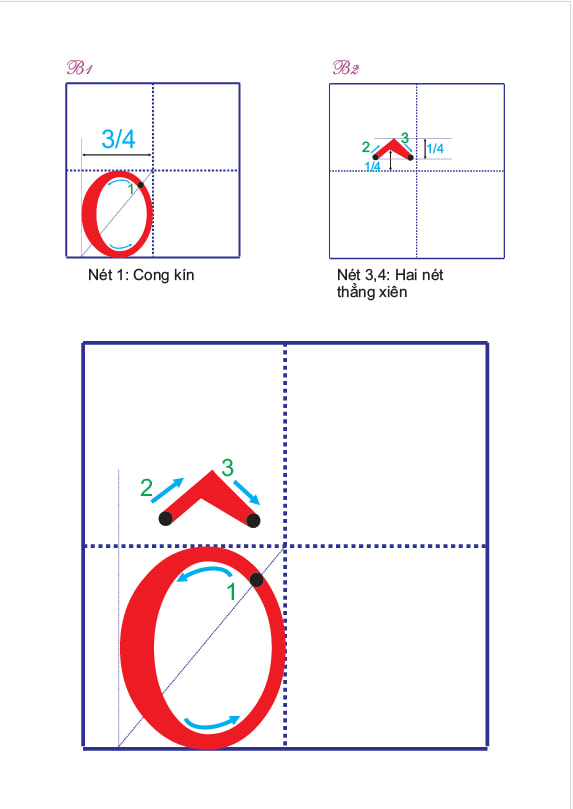 B1
B2
3/4
1
2
3
1/4
1/4
Nét 1: Cong kín
Nét 3,4: Hai nét
thẳng xiên
2
3
1
Ô